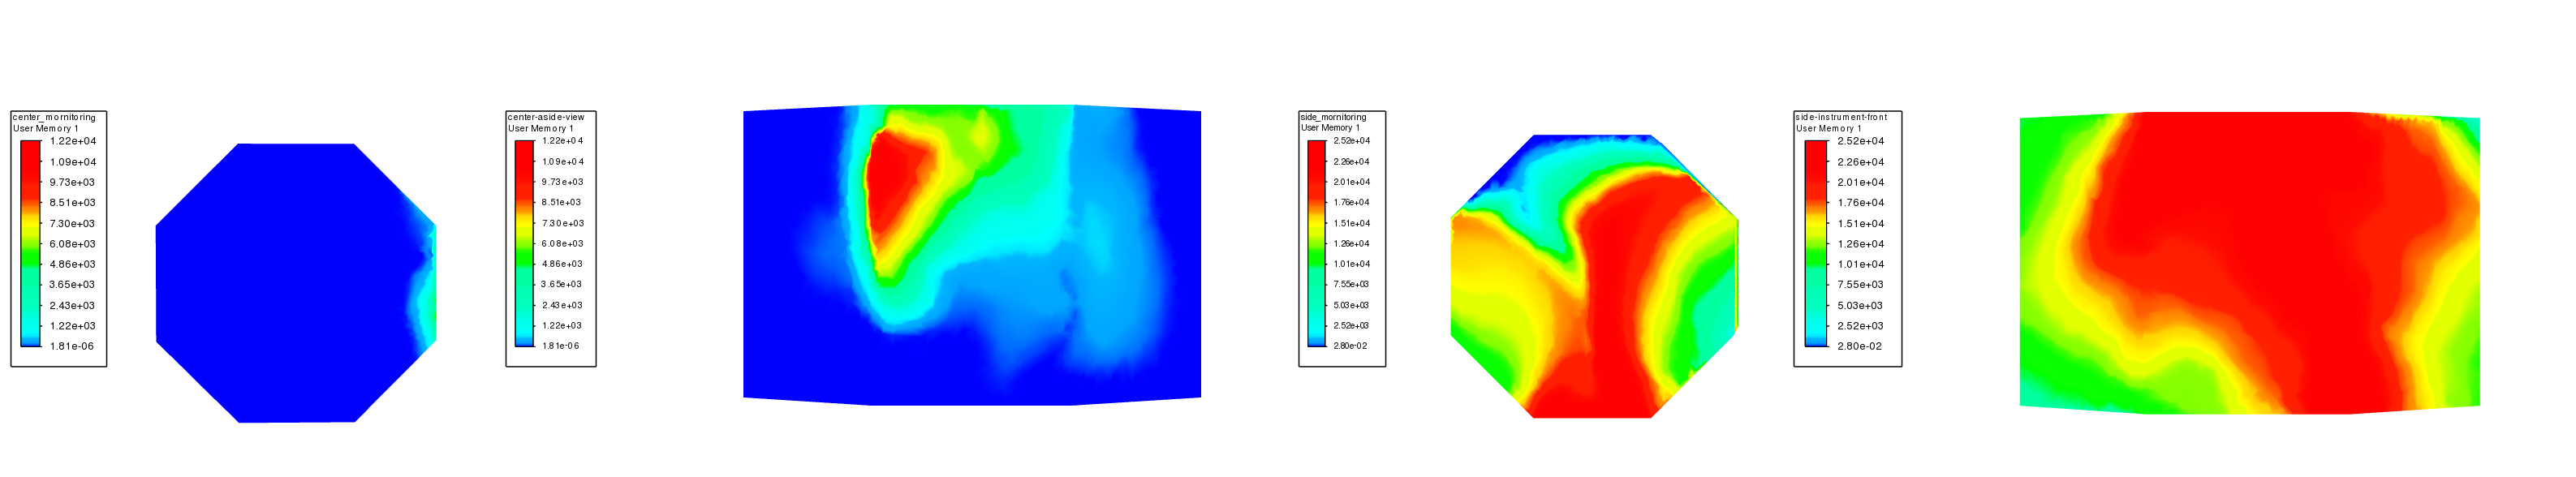 center_mornitoring
User Memory 1
1.22e+04
1.09e+04
9.73e+03
8.51e+03
7.30e+03
6.08e+03
4.86e+03
3.65e+03
2.43e+03
1.22e+03
1.81e-06
center-aside-view
User Memory 1
1.22e+04
1.09e+04
9.73e+03
8.51e+03
7.30e+03
6.08e+03
4.86e+03
3.65e+03
2.43e+03
1.22e+03
1.81e-06
side_mornitoring
User Memory 1
2.52e+04
2.26e+04
2.01e+04
1.76e+04
1.51e+04
1.26e+04
1.01e+04
7.55e+03
5.03e+03
2.52e+03
2.80e-02
side-instrument-front
User Memory 1
2.52e+04
2.26e+04
2.01e+04
1.76e+04
1.51e+04
1.26e+04
1.01e+04
7.55e+03
5.03e+03
2.52e+03
2.80e-02